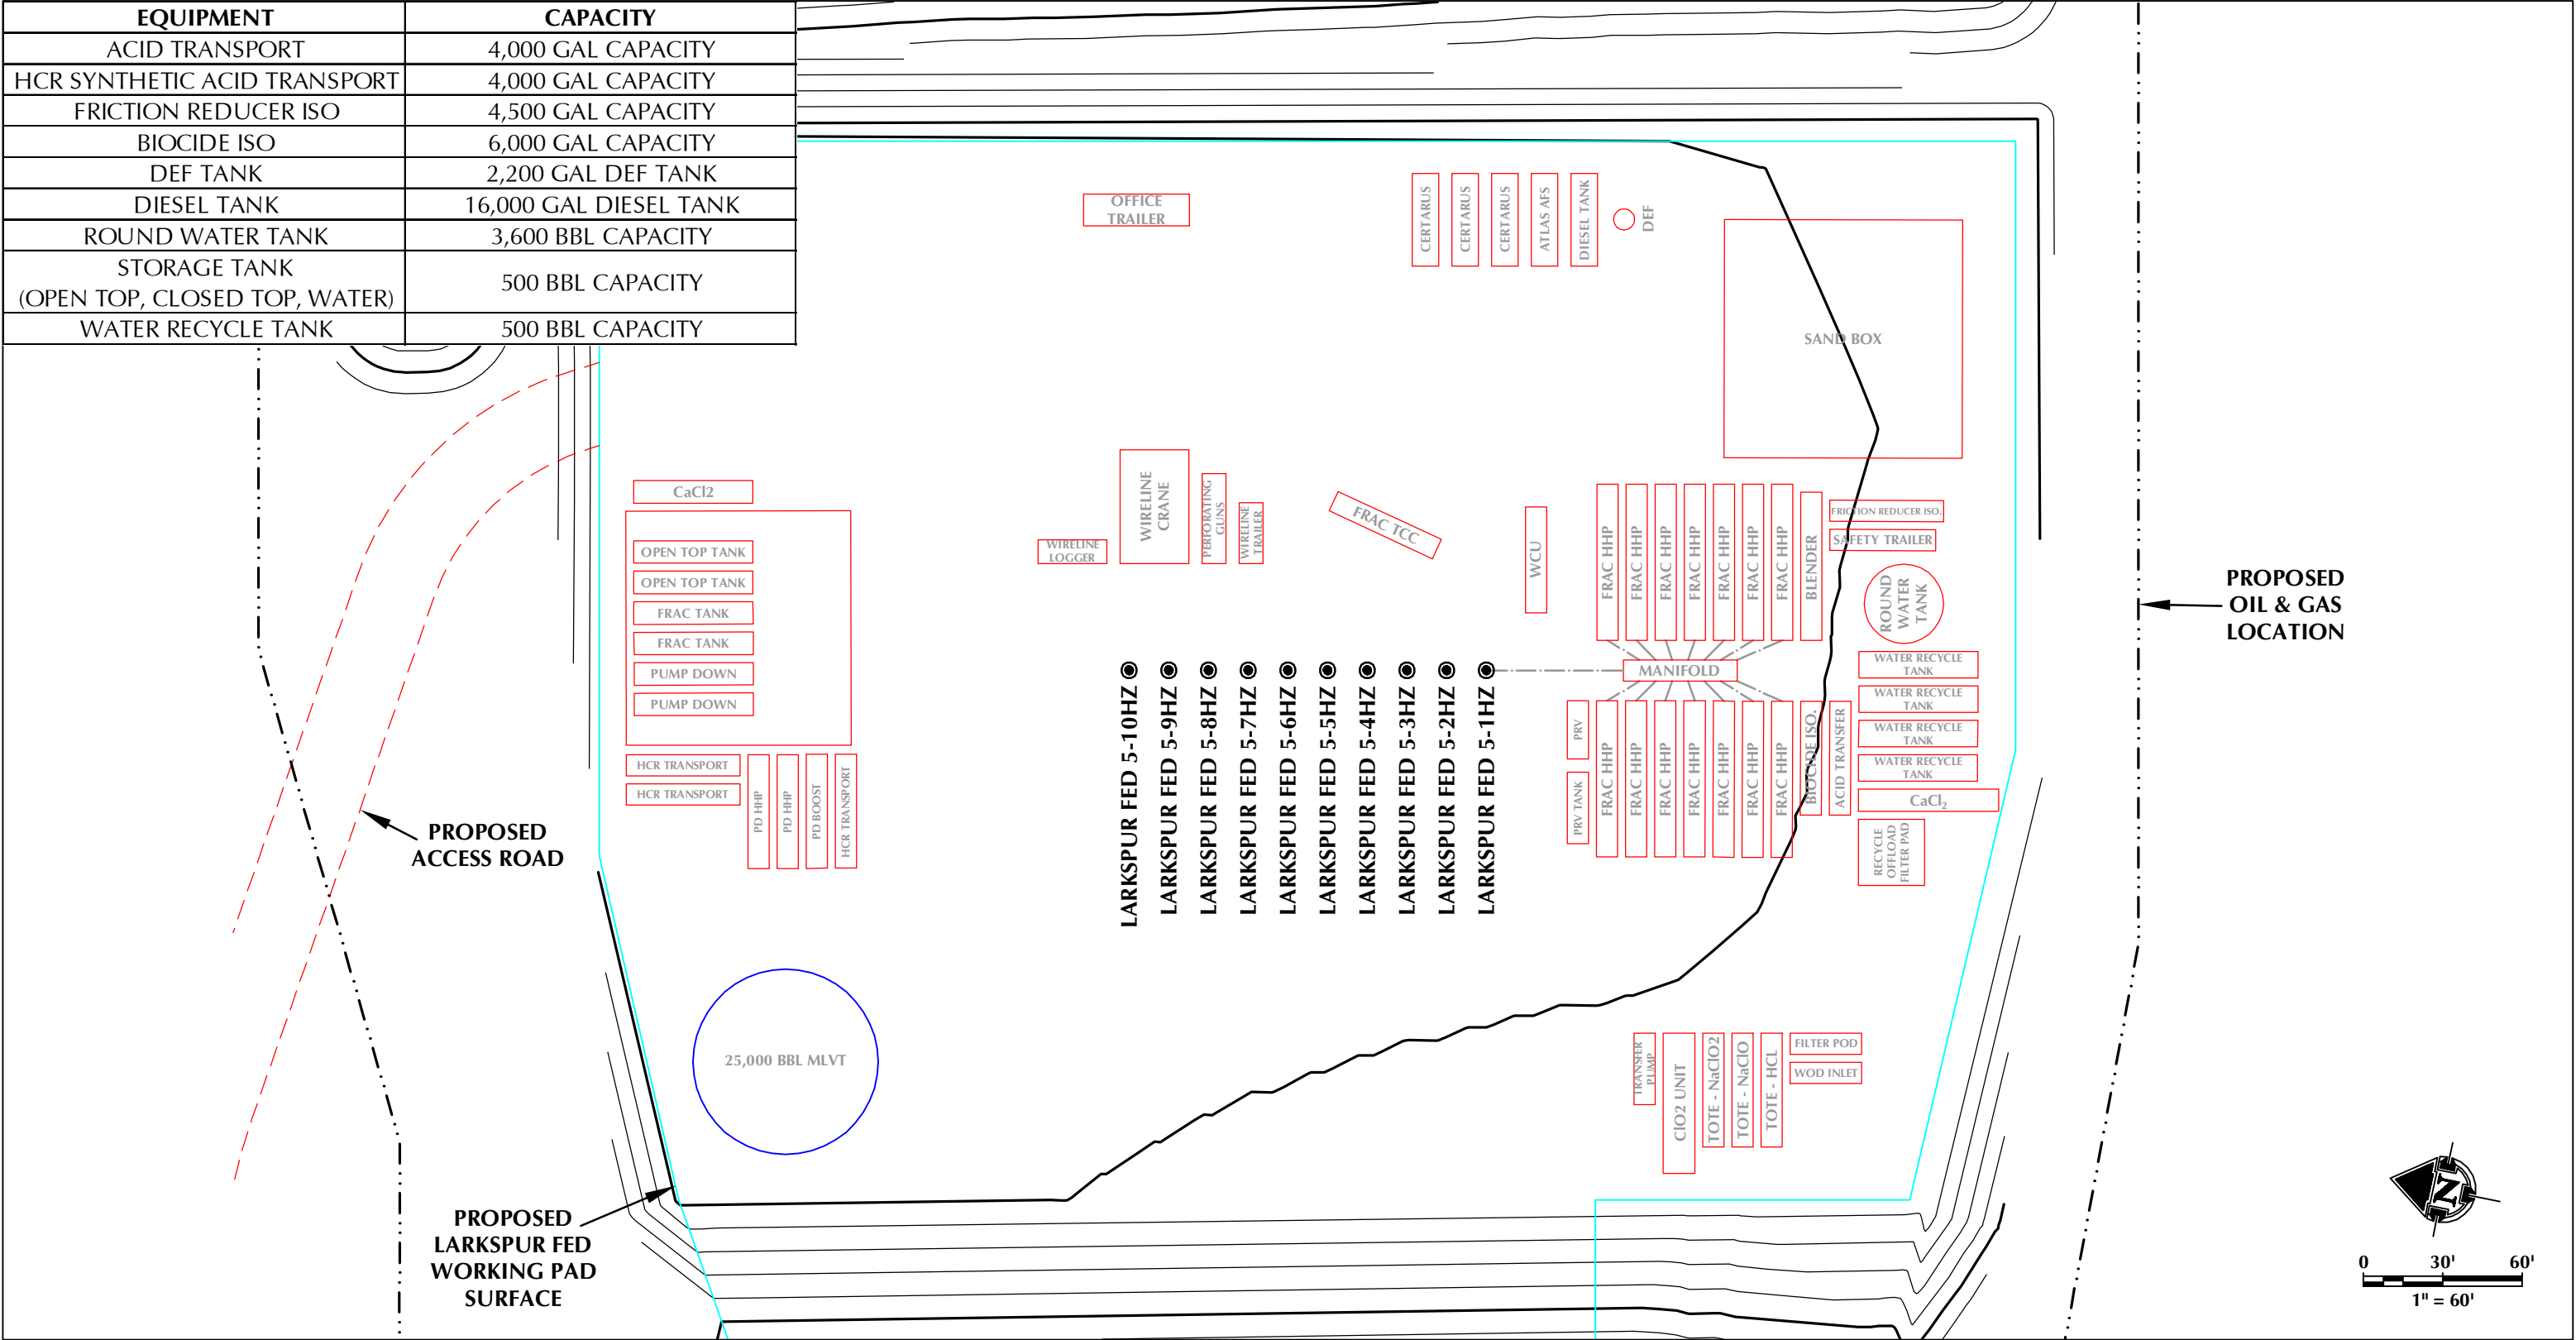 EQUIPMENT CAPACITY
ACID TRANSPORT 4,000 GAL CAPACITY
HCR SYNTHETIC ACID TRANSPORT 4,000 GAL CAPACITY
FRICTION REDUCER ISO 4,500 GAL CAPACITY
BIOCIDE ISO 6,000 GAL CAPACITY
DEF TANK 2,200 GAL DEF TANK
DIESEL TANK 16,000 GAL DIESEL TANK
ROUND WATER TANK 3,600 BBL CAPACITY
STORAGE TANK
(OPEN TOP, CLOSED TOP, WATER) 500 BBL CAPACITY
WATER RECYCLE TANK 500 BBL CAPACITY
OFFICE
TRAILER
CERTARUS
CERTARUS
CERTARUS
ATLAS AFS
DIESEL TANK
DEF
SAND BOX
CaCl2
OPEN TOP TANK
OPEN TOP TANK
FRAC TANK
FRAC TANK
PUMP DOWN
PUMP DOWN
HCR TRANSPORT
HCR TRANSPORT
PD HHP
PD HHP
PD BOOST
HCR TRANSPORT
WIRELINE
LOGGER
WIRELINE
CRANE
PERFORATING
GUNS
WIRELINE
TRAILER
FRAC TCC
WCU
FRAC HHP
FRAC HHP
FRAC HHP
FRAC HHP
FRAC HHP
FRAC HHP
FRAC HHP
BLENDER
FRICTION REDUCER ISO.
SAFETY TRAILER
ROUND
WATER
TANK
MANIFOLD
WATER RECYCLE
TANK
WATER RECYCLE
TANK
WATER RECYCLE
TANK
WATER RECYCLE
TANK
CaCl₂
RECYCLE
OFFLOAD
FILTER PAD
PRV
PRV TANK
FRAC HHP
FRAC HHP
FRAC HHP
FRAC HHP
FRAC HHP
FRAC HHP
FRAC HHP
BIOCIDE ISO.
ACID TRANSFER
LARKSPUR FED 5-10HZ
LARKSPUR FED 5-9HZ
LARKSPUR FED 5-8HZ
LARKSPUR FED 5-7HZ
LARKSPUR FED 5-6HZ
LARKSPUR FED 5-5HZ
LARKSPUR FED 5-4HZ
LARKSPUR FED 5-3HZ
LARKSPUR FED 5-2HZ
LARKSPUR FED 5-1HZ
PROPOSED
OIL & GAS
LOCATION
PROPOSED
ACCESS ROAD
25,000 BBL MLVT
TRANSFER
PUMP
ClO2 UNIT
TOTE - NaClO2
TOTE - NaClO
TOTE - HCL
FILTER POD
WOD INLET
PROPOSED
LARKSPUR FED
WORKING PAD
SURFACE
N
0 30' 60'
1" = 60'